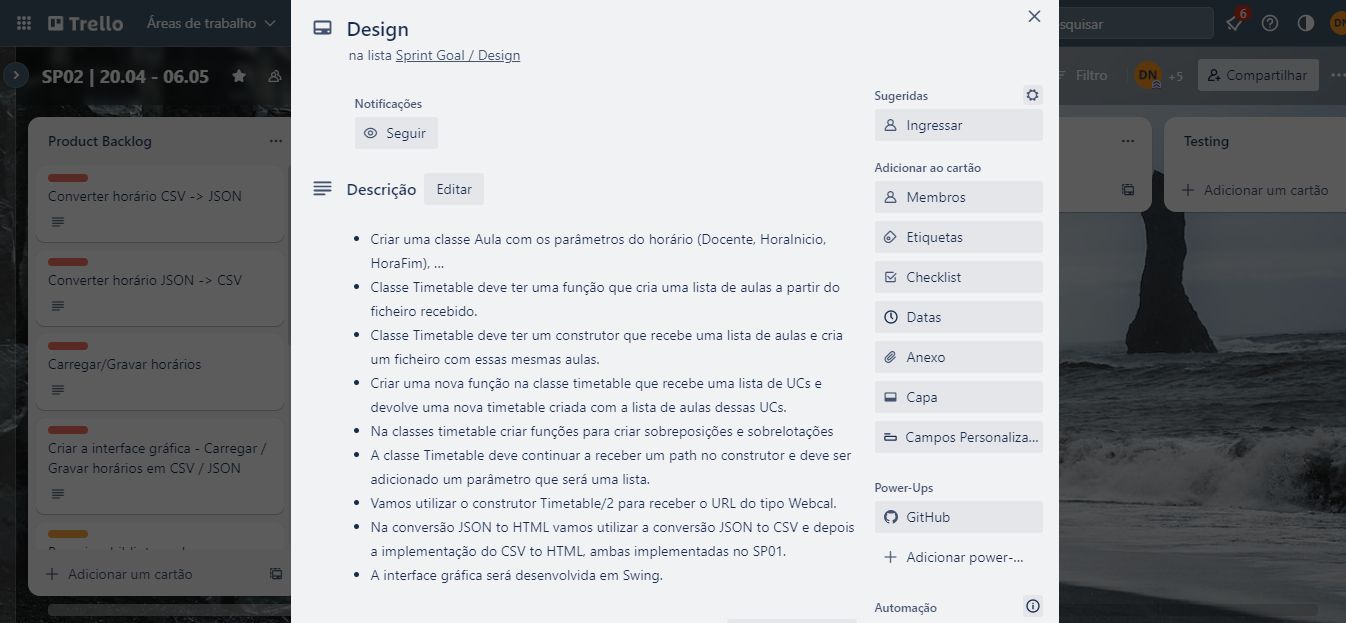 Trello
Áreas de trabalho
squisar
6
DN
SP02 | 20.04 - 06.05
Filtro
DN
+5
Compartilhar
Product Backlog
Converter horário CSV -> JSON
Converter horário JSON -> CSV
Carregar/Gravar horários
Criar a interface gráfica - Carregar /
Gravar horários em CSV / JSON
Adicionar um cartão
Design
na lista Sprint Goal / Design
Notificações
Seguir
Descrição
Editar
Criar uma classe Aula com os parâmetros do horário (Docente, HoraInicio,
HoraFim), ...
Classe Timetable deve ter uma função que cria uma lista de aulas a partir do
ficheiro recebido.
Classe Timetable deve ter um construtor que recebe uma lista de aulas e cria
um ficheiro com essas mesmas aulas.
Criar uma nova função na classe timetable que recebe uma lista de UCs e
devolve uma nova timetable criada com a lista de aulas dessas UCs.
Na classes timetable criar funções para criar sobreposições e sobrelotações
A classe Timetable deve continuar a receber um path no construtor e deve ser
adicionado um parâmetro que será uma lista.
Vamos utilizar o construtor Timetable/2 para receber o URL do tipo Webcal.
Na conversão JSON to HTML vamos utilizar a conversão JSON to CSV e depois
a implementação do CSV to HTML, ambas implementadas no SP01.
A interface gráfica será desenvolvida em Swing.
Sugeridas
Ingressar
Adicionar ao cartão
Membros
Etiquetas
Checklist
Datas
Anexo
Capa
Campos Personaliza...
Power-Ups
GitHub
Adicionar power-...
Automação
Testing
Adicionar um cartão